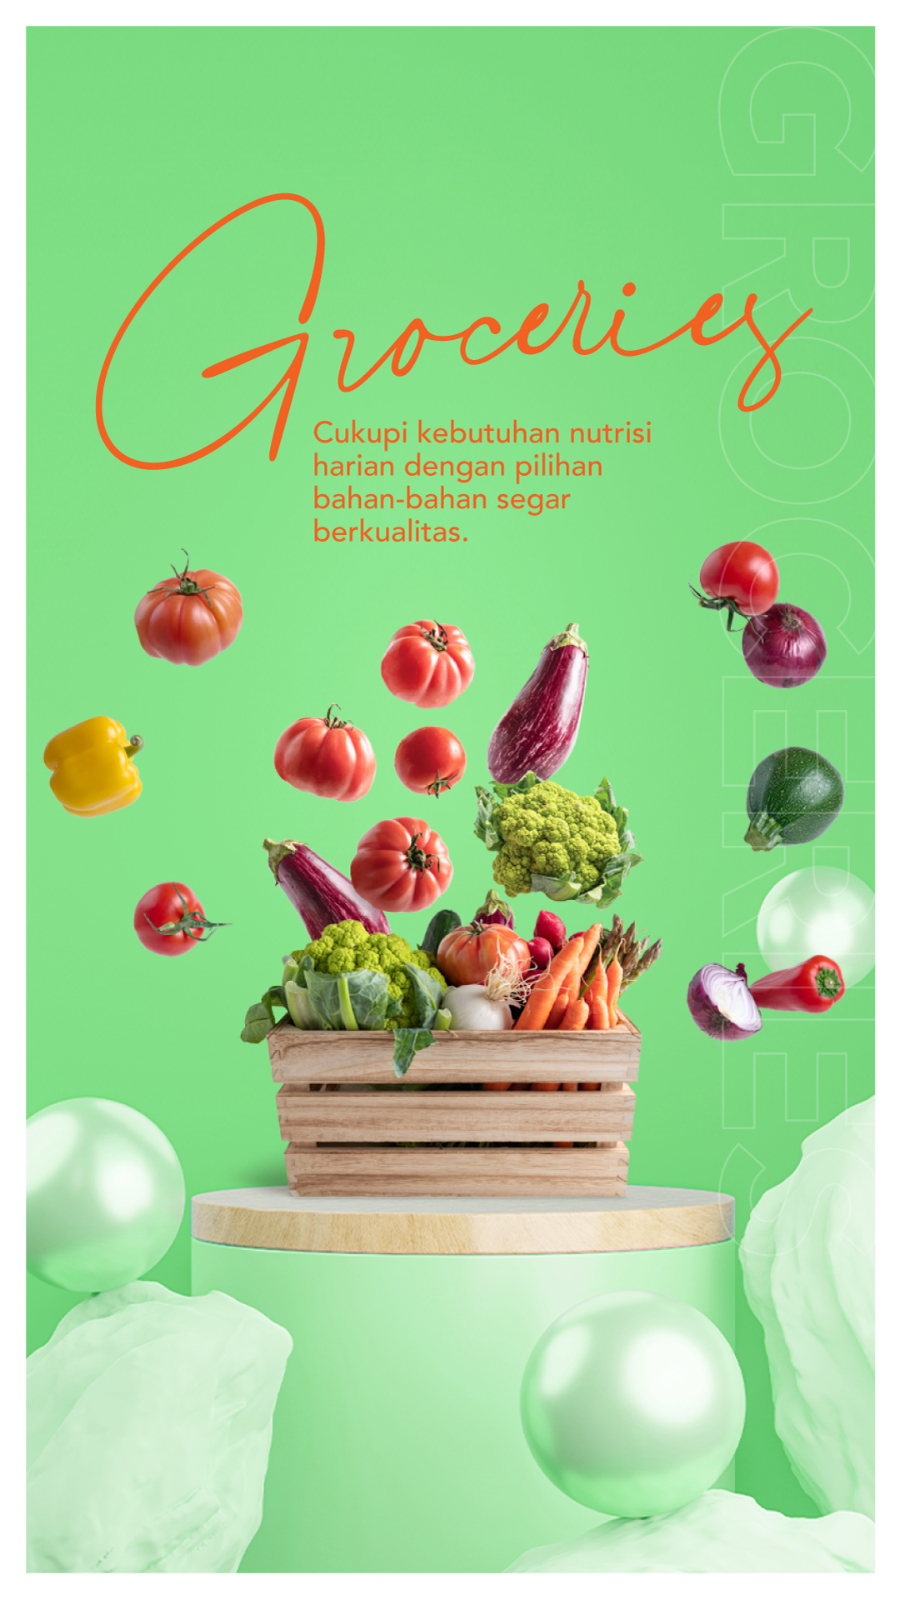 Groceries
Cukupi kebutuhan nutrisi
harian dengan pilihan
bahan-bahan segar
berkualitas.
GROCERIES